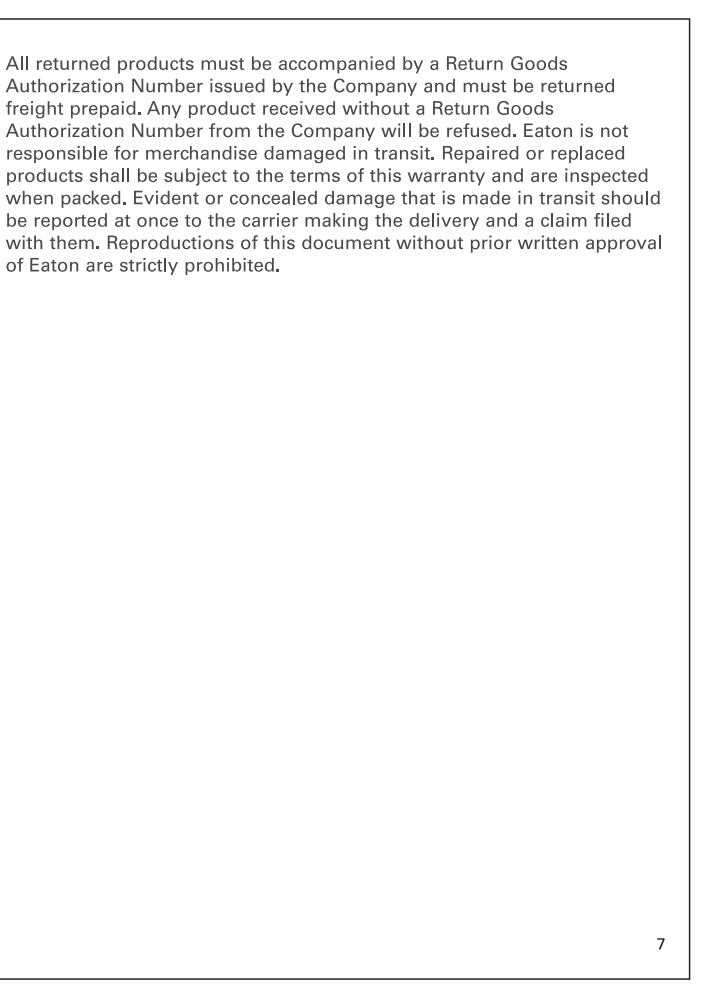 All returned products must be accompanied by a Return Goods
Authorization Number issued by the Company and must be returned
freight prepaid. Any product received without a Return Goods
Authorization Number from the Company will be refused. Eaton is not
responsible for merchandise damaged in transit. Repaired or replaced
products shall be subject to the terms of this warranty and are inspected
when packed. Evident or concealed damage that is made in transit should
be reported at once to the carrier making the delivery and a claim filed
with them. Reproductions of this document without prior written approval
of Eaton are strictly prohibited.
7